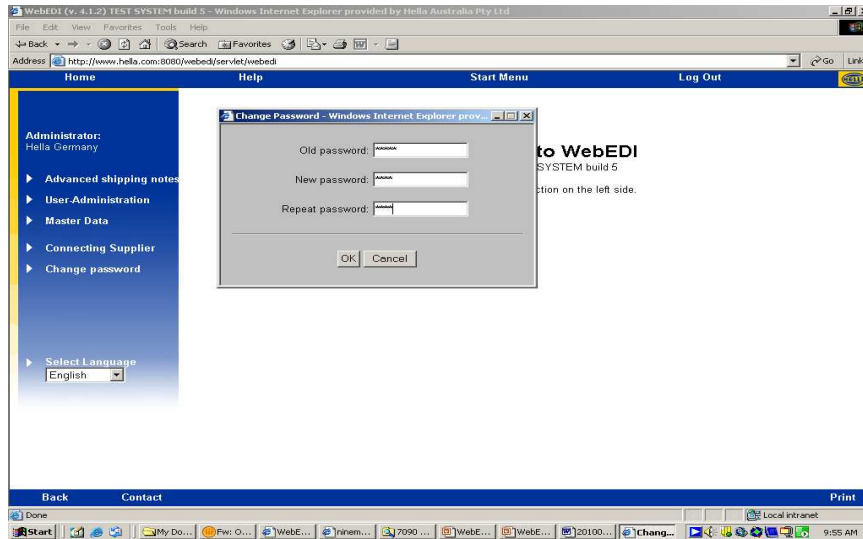 WebEDI (v. 4.1.2) TEST SYSTEM build 5 - Windows Internet Explorer provided by Hella Australia Pty Ltd
File Edit View Favorites Tools Help
Back Search Favorites
Address http://www.hella.com:8080/webedi/servlet/webedi Go Link
Home Help Start Menu Log Out
Change Password - Windows Internet Explorer prov...
Administrator:
Hella Germany
Old password: *****
New password: ****
Repeat password: ****
OK Cancel
to WebEDI
SYSTEM build 5
ction on the left side.
Advanced shipping notes
User-Administration
Master Data
Connecting Supplier
Change password
Select Language
English
Back Contact Print
Done Local intranet
Start My Do... Fw: O... WebE... ninem... 7090 ... WebE... WebE... 20100... Chang... 9:55 AM